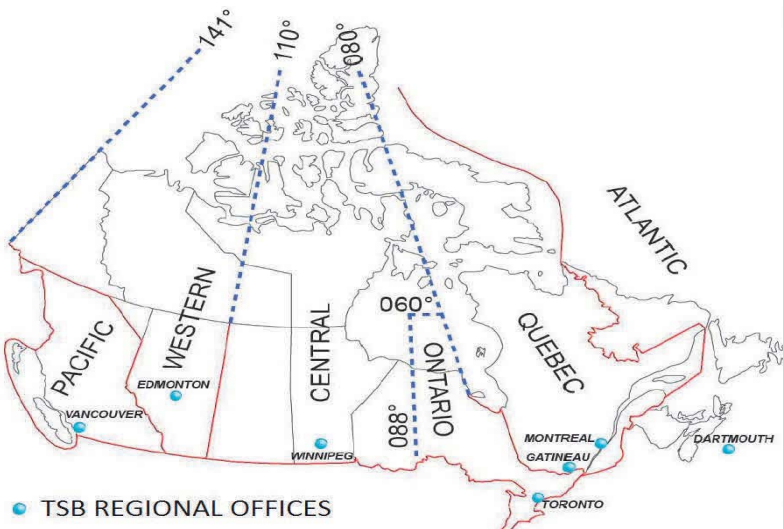 141°
110°
080°
ATLANTIC
PACIFIC
WESTERN
CENTRAL
060°
ONTARIO
088°
QUEBEC
EDMONTON
VANCOUVER
WINNIPEG
MONTREAL
GATINEAU
DARTMOUTH
TORONTO
TSB REGIONAL OFFICES